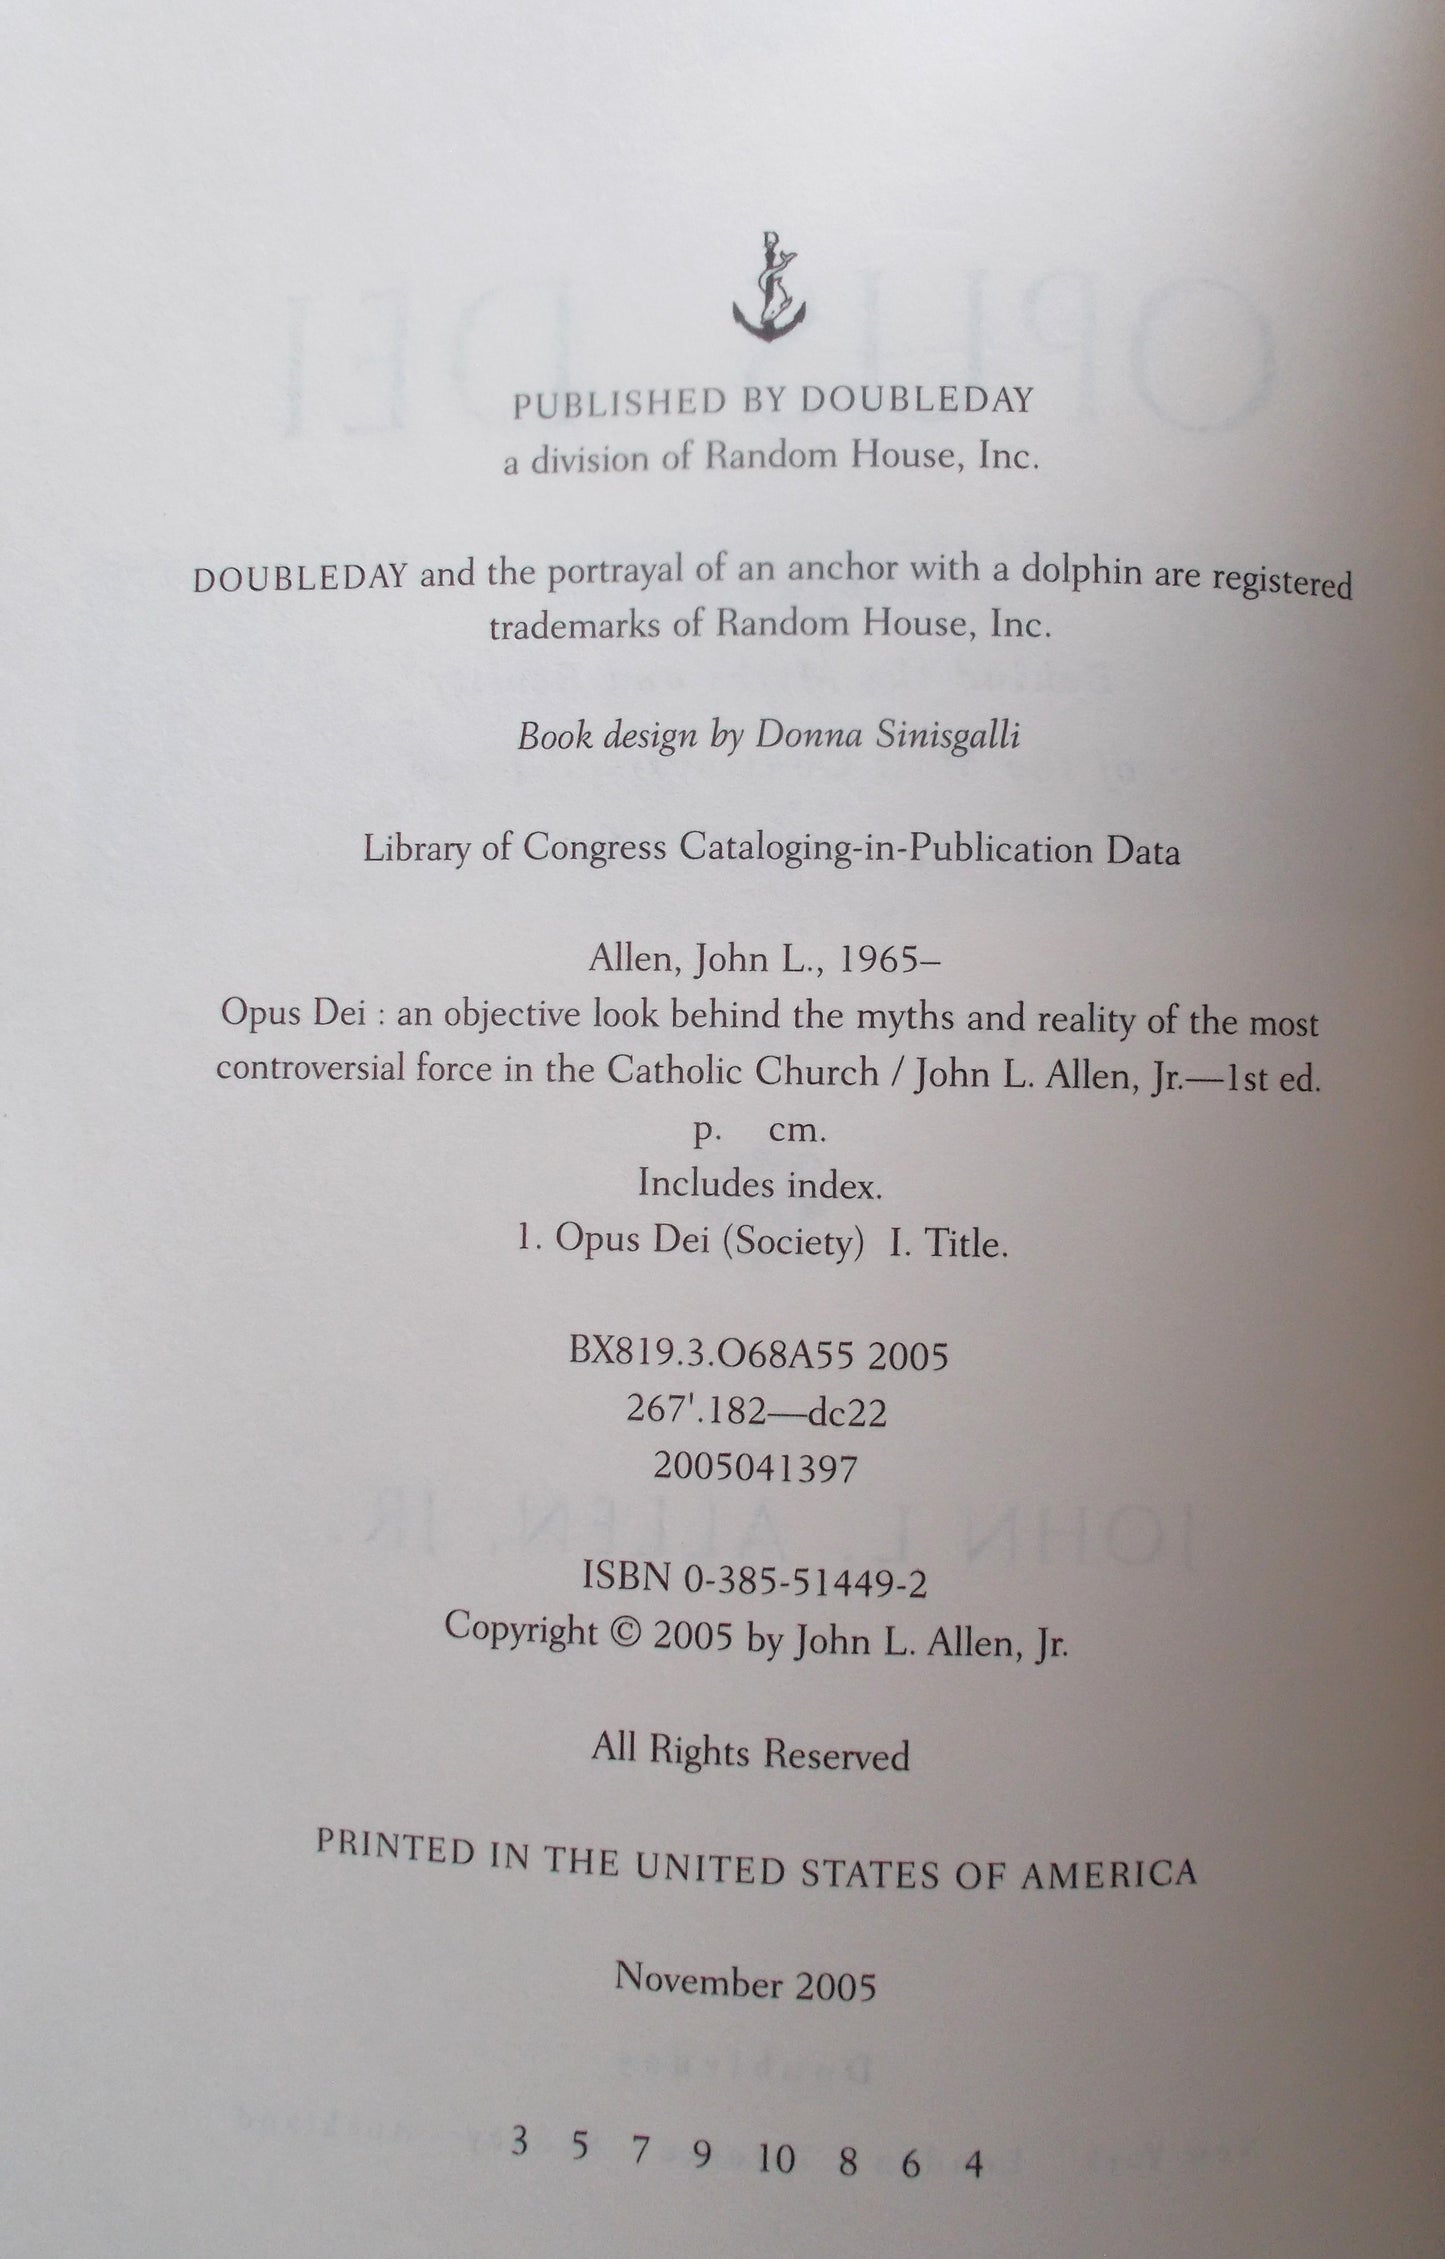 PUBLISHED BY DOUBLEDAY
a division of Random House, Inc.
DOUBLEDAY and the portrayal of an anchor with a dolphin are registered
trademarks of Random House, Inc.
Book design by Donna Sinisgalli
Library of Congress Cataloging-in-Publication Data
Allen, John L., 1965–
Opus Dei : an objective look behind the myths and reality of the most
controversial force in the Catholic Church / John L. Allen, Jr.—1st ed.
p. cm.
Includes index.
1. Opus Dei (Society) I. Title.
BX819.3.O68A55 2005
267'.182—dc22
2005041397
ISBN 0-385-51449-2
Copyright © 2005 by John L. Allen, Jr.
All Rights Reserved
PRINTED IN THE UNITED STATES OF AMERICA
November 2005
3 5 7 9 10 8 6 4